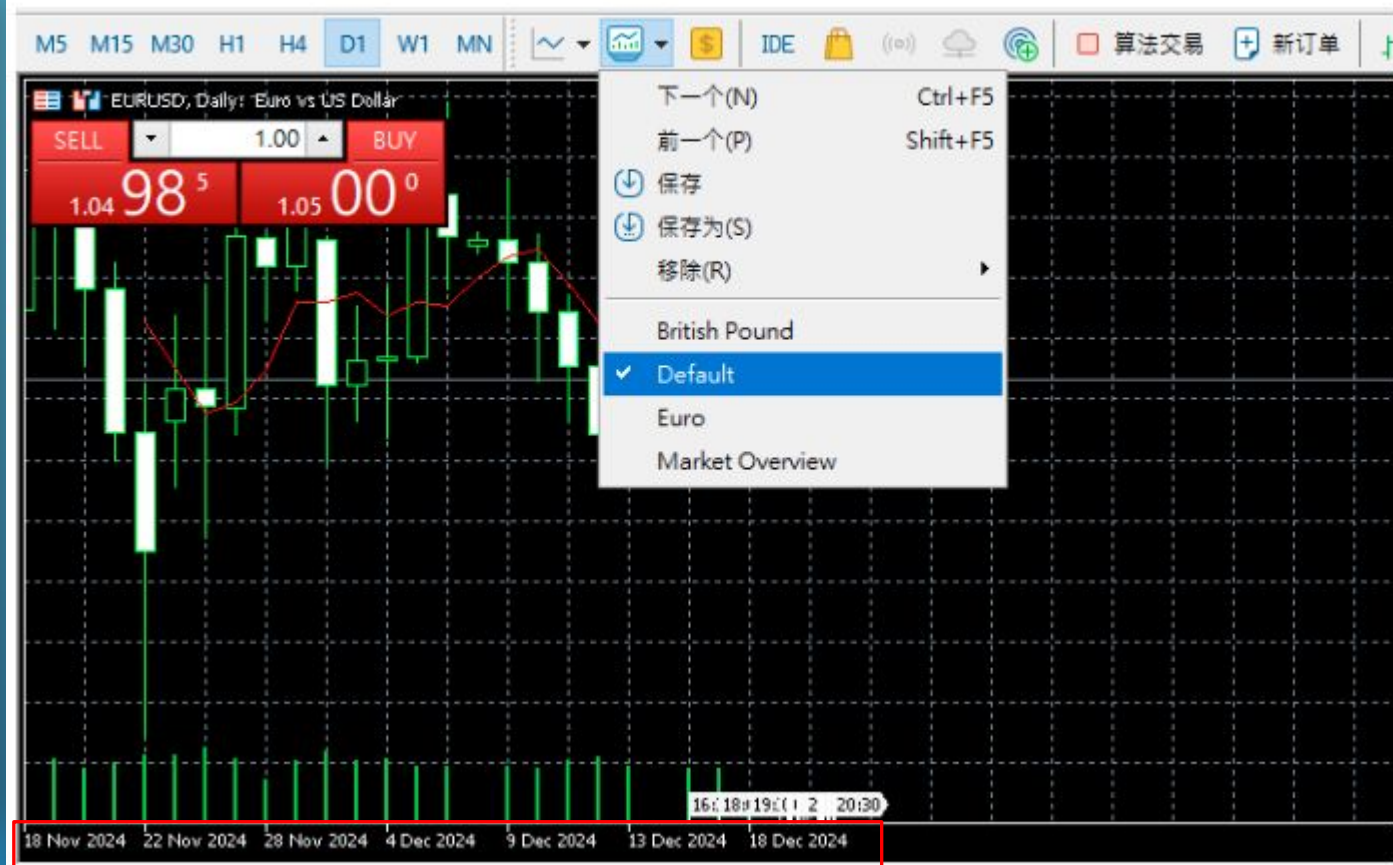 M5 M15 M30 H1 H4 D1 W1 MN IDE 算法交易 新订单
EURUSD, Daily: Euro vs US Dollar
SELL 1.00 BUY
1.04 98 5 1.05 00 0
下一个(N) Ctrl+F5
前一个(P) Shift+F5
保存
保存为(S)
移除(R)
British Pound
Default
Euro
Market Overview
20:30
18 Nov 2024 22 Nov 2024 28 Nov 2024 4 Dec 2024 9 Dec 2024 13 Dec 2024 18 Dec 2024